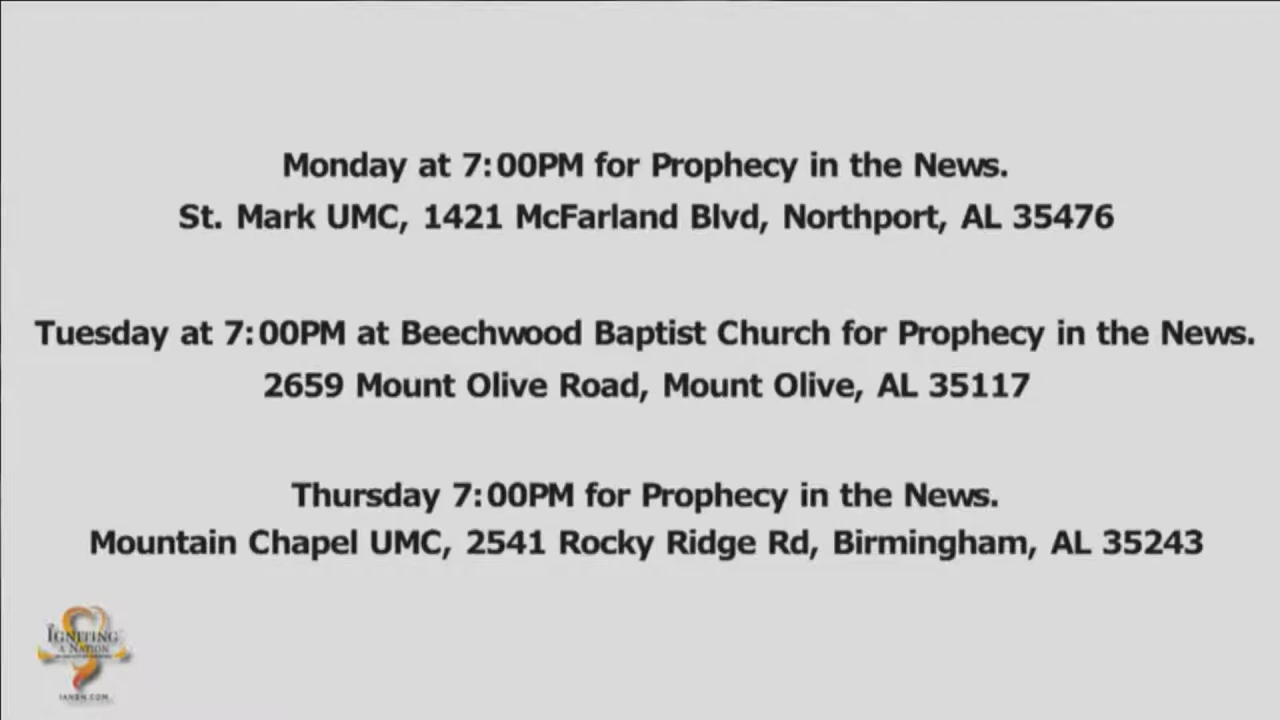 Monday at 7:00PM for Prophecy in the News.
St. Mark UMC, 1421 McFarland Blvd, Northport, AL 35476
Tuesday at 7:00PM at Beechwood Baptist Church for Prophecy in the News.
2659 Mount Olive Road, Mount Olive, AL 35117
Thursday 7:00PM for Prophecy in the News.
Mountain Chapel UMC, 2541 Rocky Ridge Rd, Birmingham, AL 35243
IGNITING
A NATION